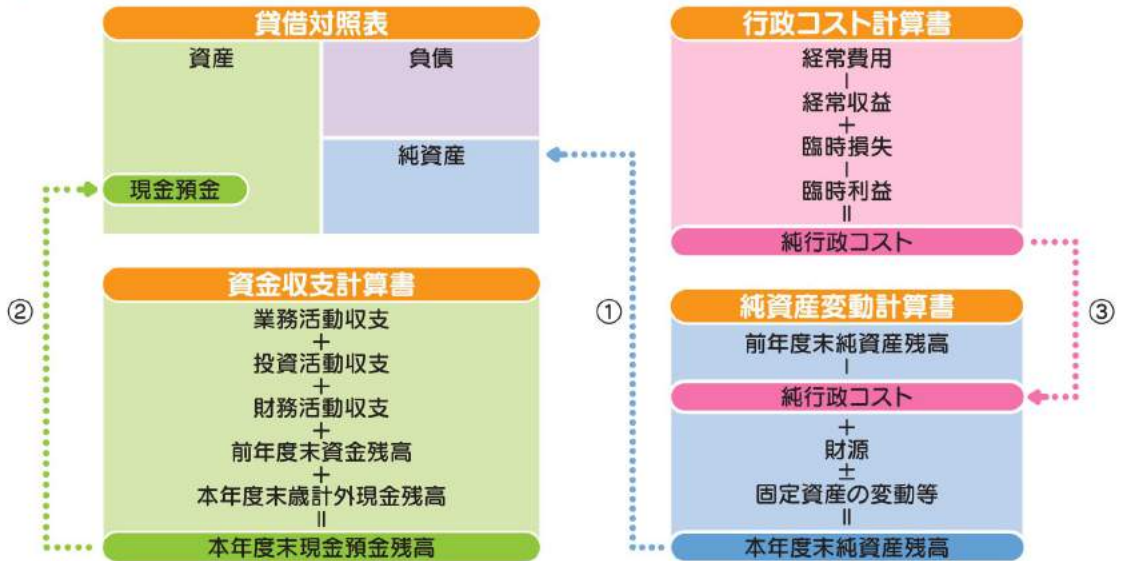 貸借対照表
資産
負債
純資産
現金預金
②
資金収支計算書
業務活動収支
+
投資活動収支
+
財務活動収支
+
前年度末資金残高
+
本年度末歳計外現金残高
=
本年度末現金預金残高
①
行政コスト計算書
経常費用
-
経常収益
+
臨時損失
-
臨時利益
=
純行政コスト
③
純資産変動計算書
前年度末純資産残高
-
純行政コスト
+
財源
±
固定資産の変動等
=
本年度末純資産残高